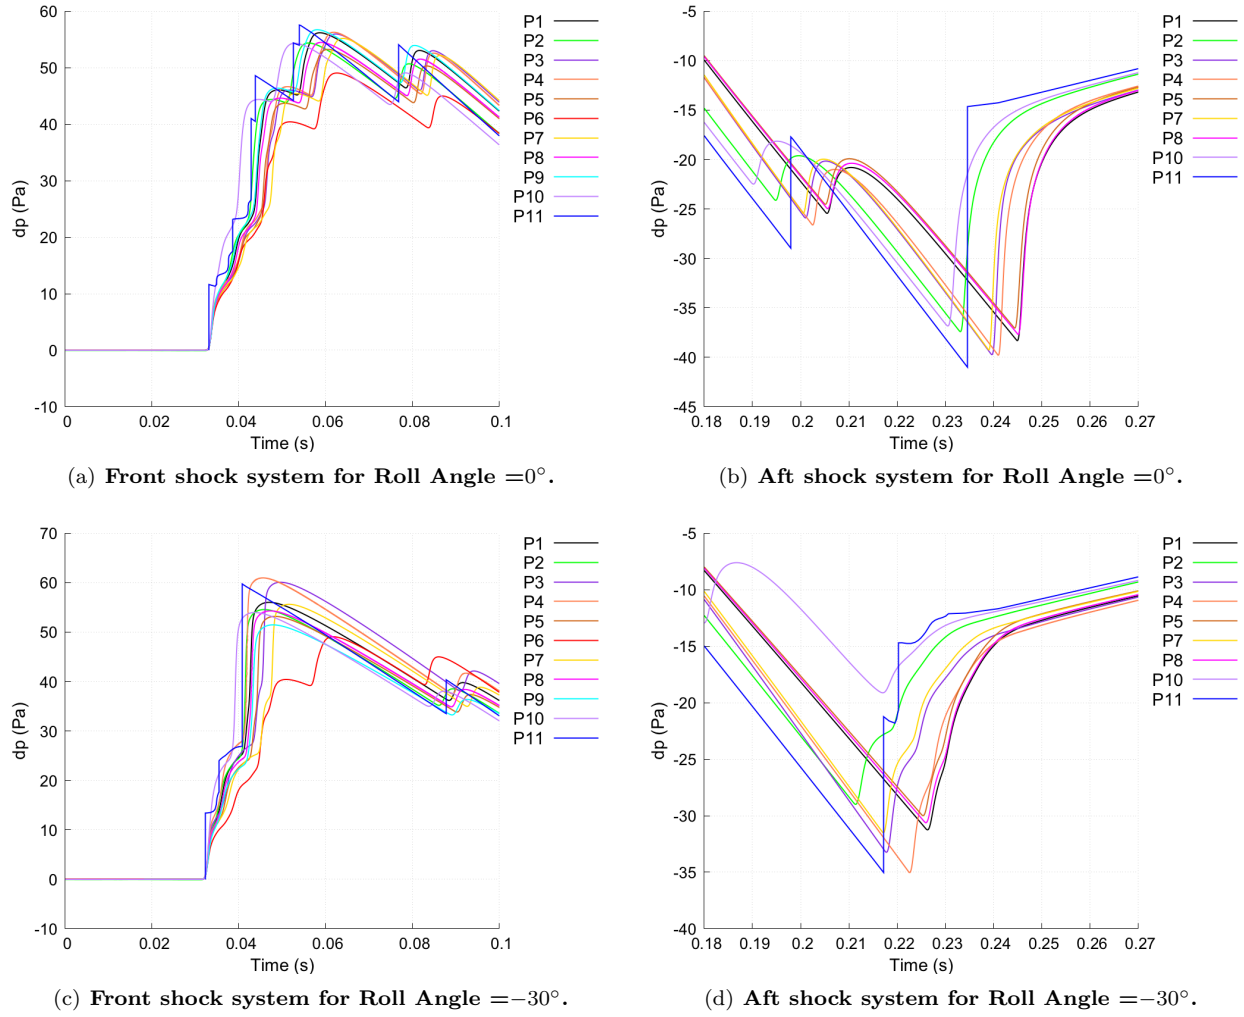 60
50
40
30
20
10
0
-10
dp (Pa)
0
0.02
0.04
0.06
0.08
0.1
Time (s)
P1
P2
P3
P4
P5
P6
P7
P8
P9
P10
P11
(a) Front shock system for Roll Angle =0°.
-5
-10
-15
-20
-25
-30
-35
-40
-45
dp (Pa)
0.18
0.19
0.2
0.21
0.22
0.23
0.24
0.25
0.26
0.27
Time (s)
P1
P2
P3
P4
P5
P7
P8
P10
P11
(b) Aft shock system for Roll Angle =0°.
70
60
50
40
30
20
10
0
-10
dp (Pa)
0
0.02
0.04
0.06
0.08
0.1
Time (s)
P1
P2
P3
P4
P5
P6
P7
P8
P9
P10
P11
(c) Front shock system for Roll Angle =−30°.
-5
-10
-15
-20
-25
-30
-35
-40
dp (Pa)
0.18
0.19
0.2
0.21
0.22
0.23
0.24
0.25
0.26
0.27
Time (s)
P1
P2
P3
P4
P5
P7
P8
P10
P11
(d) Aft shock system for Roll Angle =−30°.